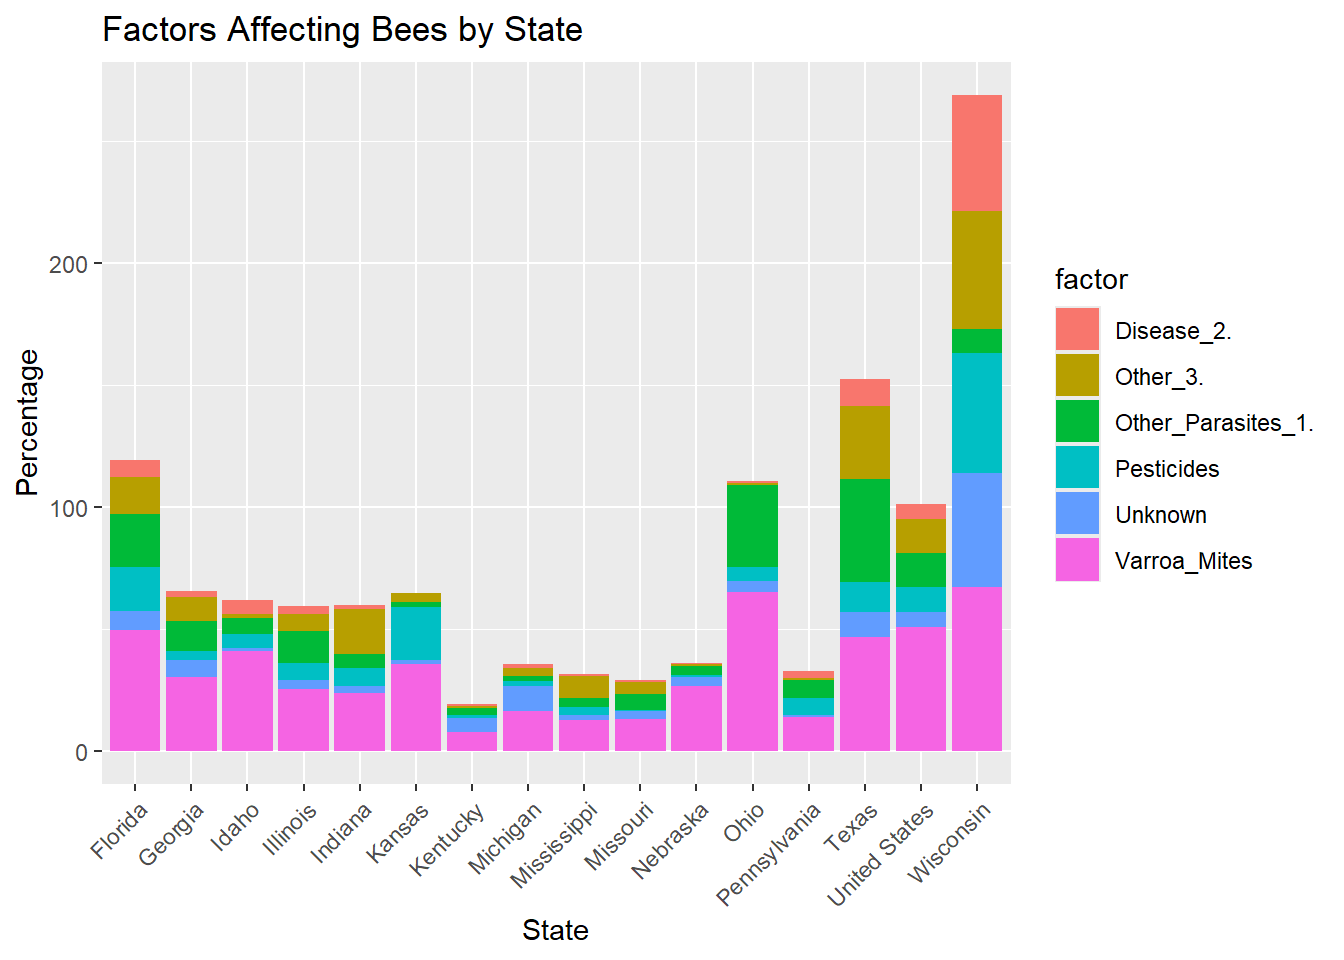 Factors Affecting Bees by State
Percentage
200
100
0
Florida
Georgia
Idaho
Illinois
Indiana
Kansas
Kentucky
Michigan
Mississippi
Missouri
Nebraska
Ohio
Pennsylvania
Texas
United States
Wisconsin
State
factor
Disease_2.
Other_3.
Other_Parasites_1.
Pesticides
Unknown
Varroa_Mites